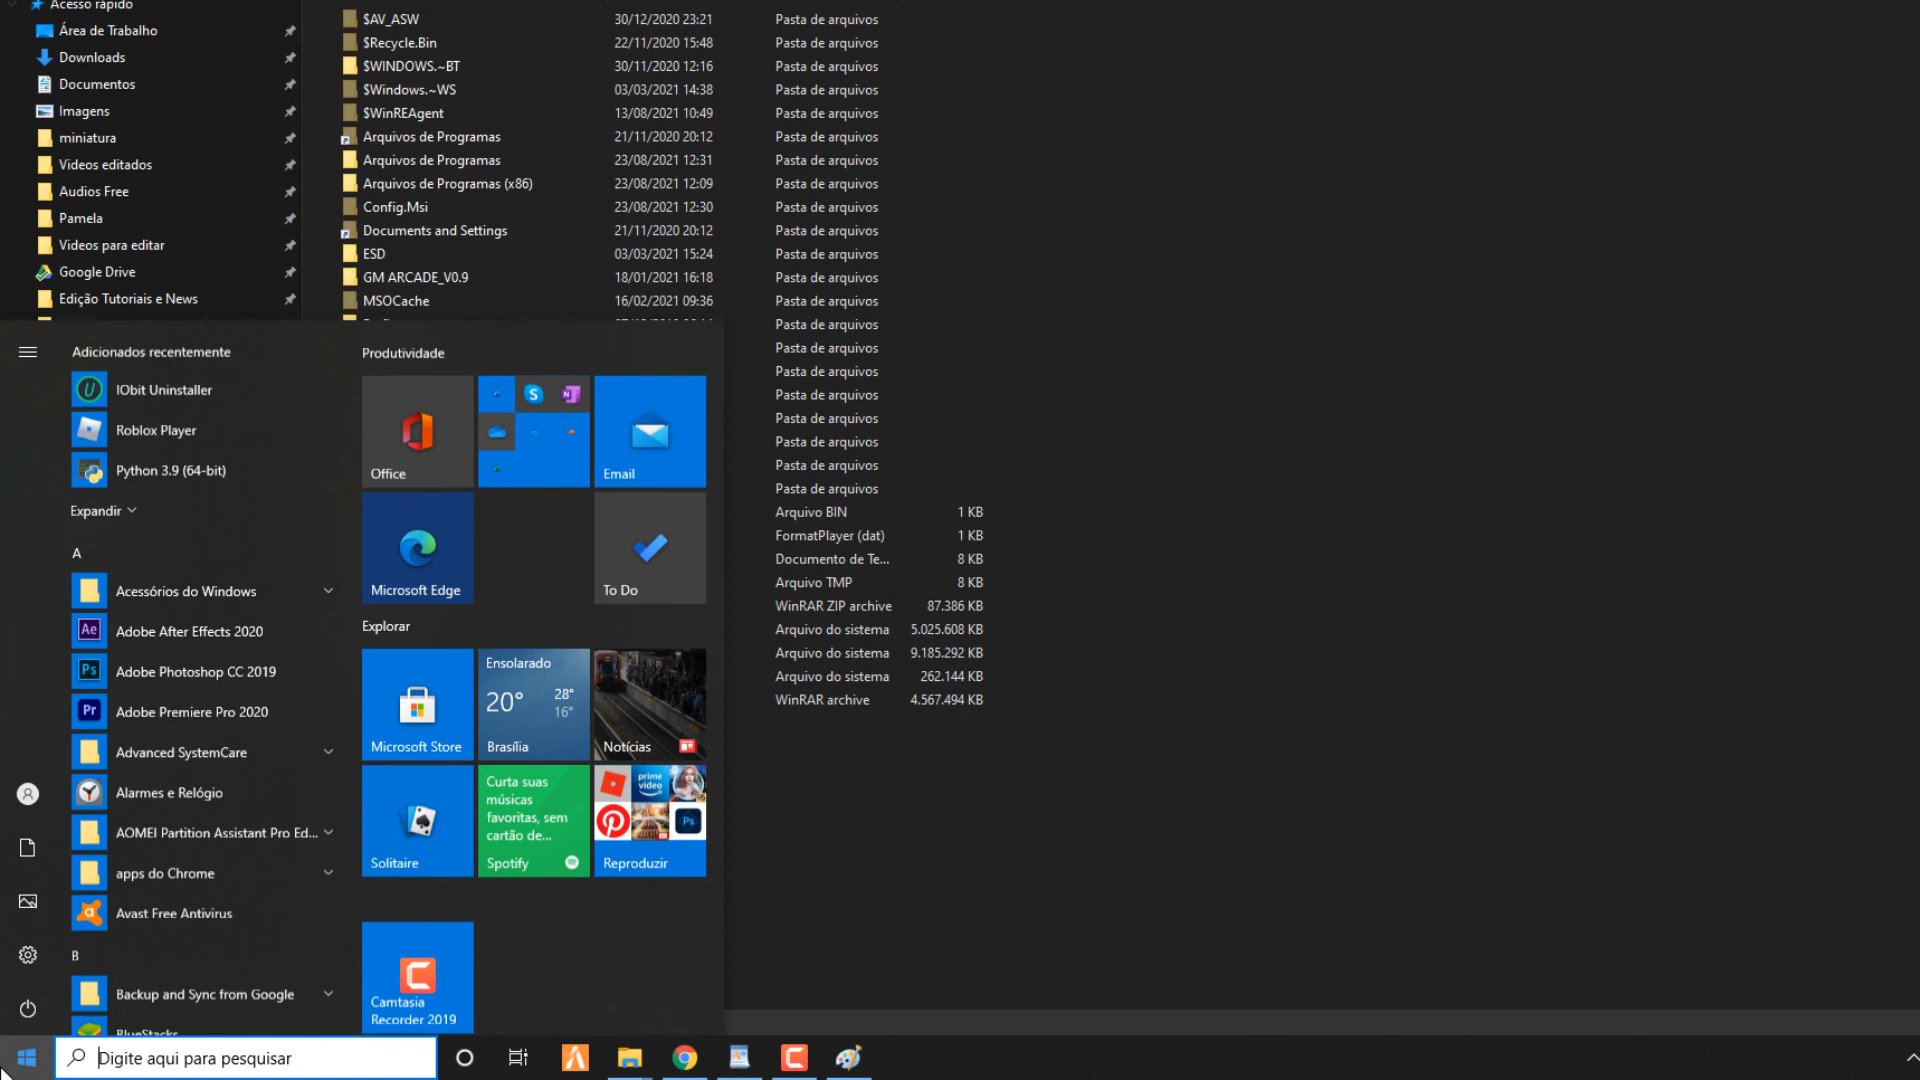 Acesso rápido
Área de Trabalho
Downloads
Documentos
Imagens
miniatura
Videos editados
Audios Free
Pamela
Videos para editar
Google Drive
Edição Tutoriais e News
$AV_ASW 30/12/2020 23:21 Pasta de arquivos
$Recycle.Bin 22/11/2020 15:48 Pasta de arquivos
$WINDOWS.~BT 30/11/2020 12:16 Pasta de arquivos
$Windows.~WS 03/03/2021 14:38 Pasta de arquivos
$WinREAgent 13/08/2021 10:49 Pasta de arquivos
Arquivos de Programas 21/11/2020 20:12 Pasta de arquivos
Arquivos de Programas 23/08/2021 12:31 Pasta de arquivos
Arquivos de Programas (x86) 23/08/2021 12:09 Pasta de arquivos
Config.Msi 23/08/2021 12:30 Pasta de arquivos
Documents and Settings 21/11/2020 20:12 Pasta de arquivos
ESD 03/03/2021 15:24 Pasta de arquivos
GM ARCADE_V0.9 18/01/2021 16:18 Pasta de arquivos
MSOCache 16/02/2021 09:36 Pasta de arquivos
Pasta de arquivos
Pasta de arquivos
Pasta de arquivos
Pasta de arquivos
Pasta de arquivos
Pasta de arquivos
Pasta de arquivos
Pasta de arquivos
Arquivo BIN 1 KB
FormatPlayer (dat) 1 KB
Documento de Te... 8 KB
Arquivo TMP 8 KB
WinRAR ZIP archive 87.386 KB
Arquivo do sistema 5.025.608 KB
Arquivo do sistema 9.185.292 KB
Arquivo do sistema 262.144 KB
WinRAR archive 4.567.494 KB
Adicionados recentemente
IObit Uninstaller
Roblox Player
Python 3.9 (64-bit)
Expandir
A
Acessórios do Windows
Adobe After Effects 2020
Adobe Photoshop CC 2019
Adobe Premiere Pro 2020
Advanced SystemCare
Alarmes e Relógio
AOMEI Partition Assistant Pro Ed...
apps do Chrome
Avast Free Antivirus
B
Backup and Sync from Google
BlueStacks
Produtividade
Office
Email
Microsoft Edge
To Do
Explorar
Microsoft Store
Ensolarado
20° 28°
16°
Brasília
Notícias
Solitaire
Curta suas
músicas
favoritas, sem
cartão de...
Spotify
prime
video
Ps
Reproduzir
Camtasia
Recorder 2019
Ae
Ps
Pr
Digite aqui para pesquisar